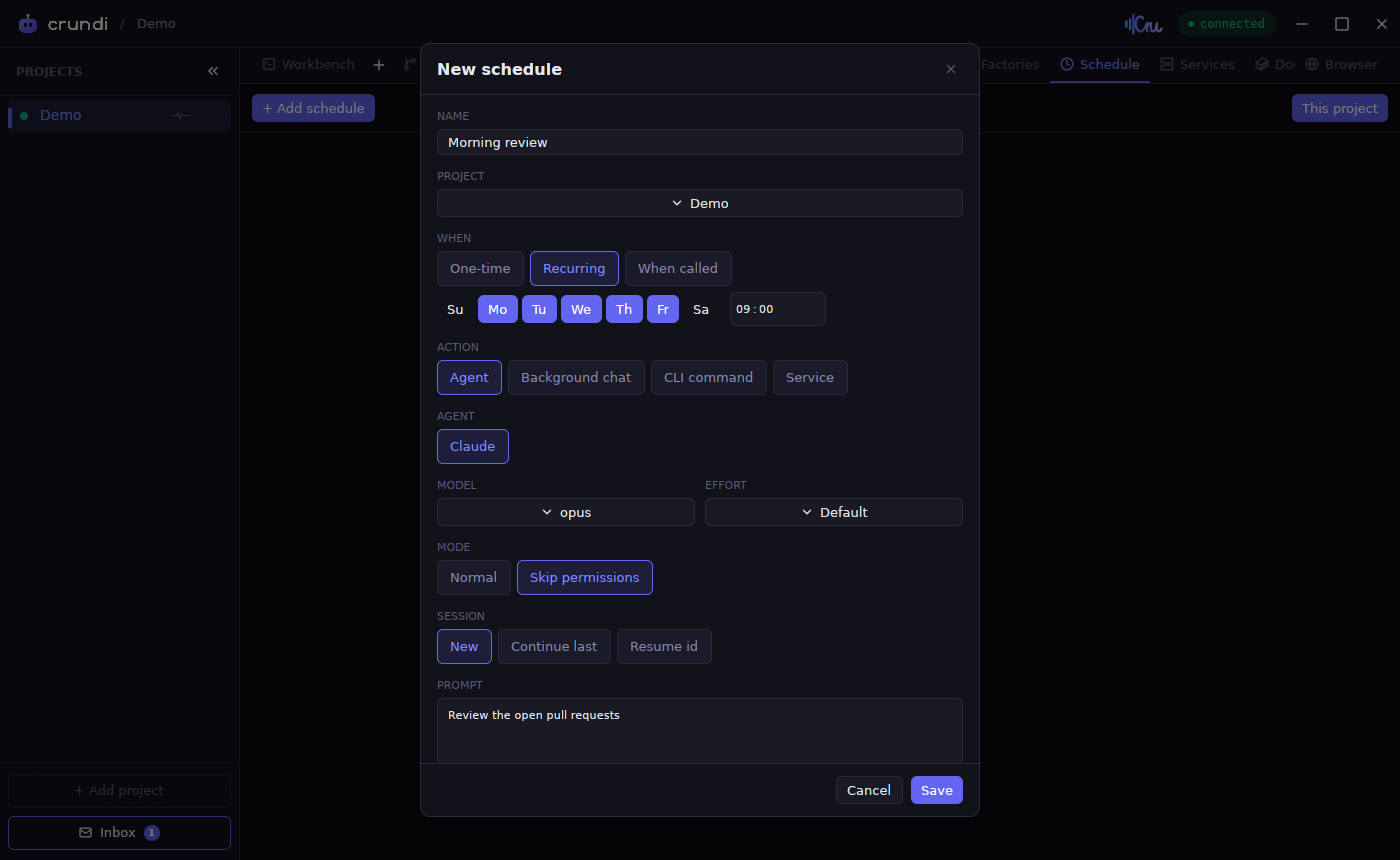 crundi / Demo
Cru
connected
PROJECTS
Workbench
Factories
Schedule
Services
Browser
Demo
+ Add schedule
This project
New schedule
NAME
Morning review
PROJECT
Demo
WHEN
One-time Recurring When called
Su Mo Tu We Th Fr Sa 09:00
ACTION
Agent Background chat CLI command Service
AGENT
Claude
MODEL EFFORT
opus Default
MODE
Normal Skip permissions
SESSION
New Continue last Resume id
PROMPT
Review the open pull requests
Cancel Save
+ Add project
Inbox 1